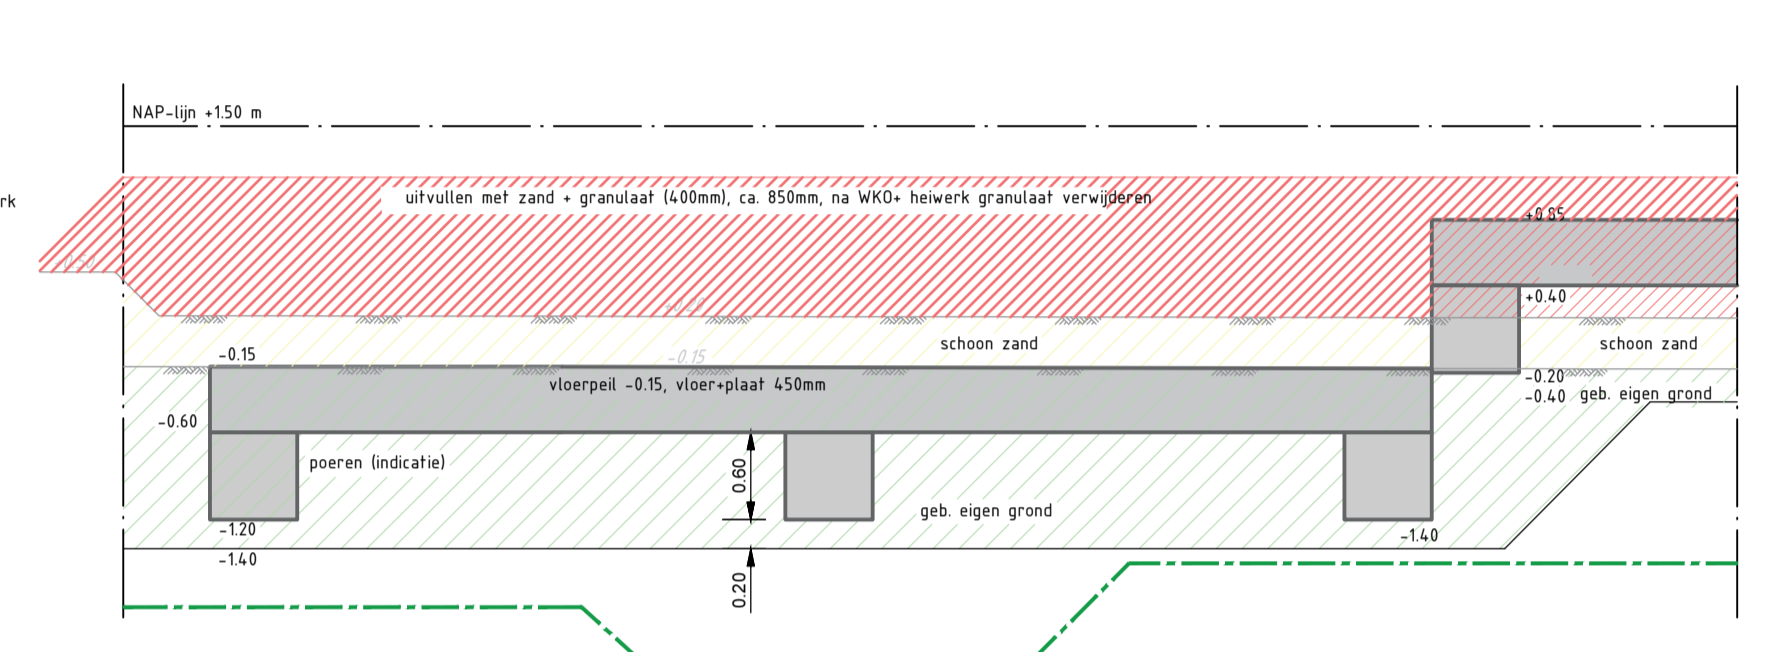 NAP-lijn +1.50 m
rk
uitvullen met zand + granulaat (400mm), ca. 850mm, na WKO+ heiwerk granulaat verwijderen
+0.85
+0.40
schoon zand
schoon zand
-0.15
-0.15
vloerpeil -0.15, vloer+plaat 450mm
-0.20
-0.40 geb. eigen grond
-0.60
poeren (indicatie)
0.60
geb. eigen grond
-1.20
-1.40
-1.40
0.20